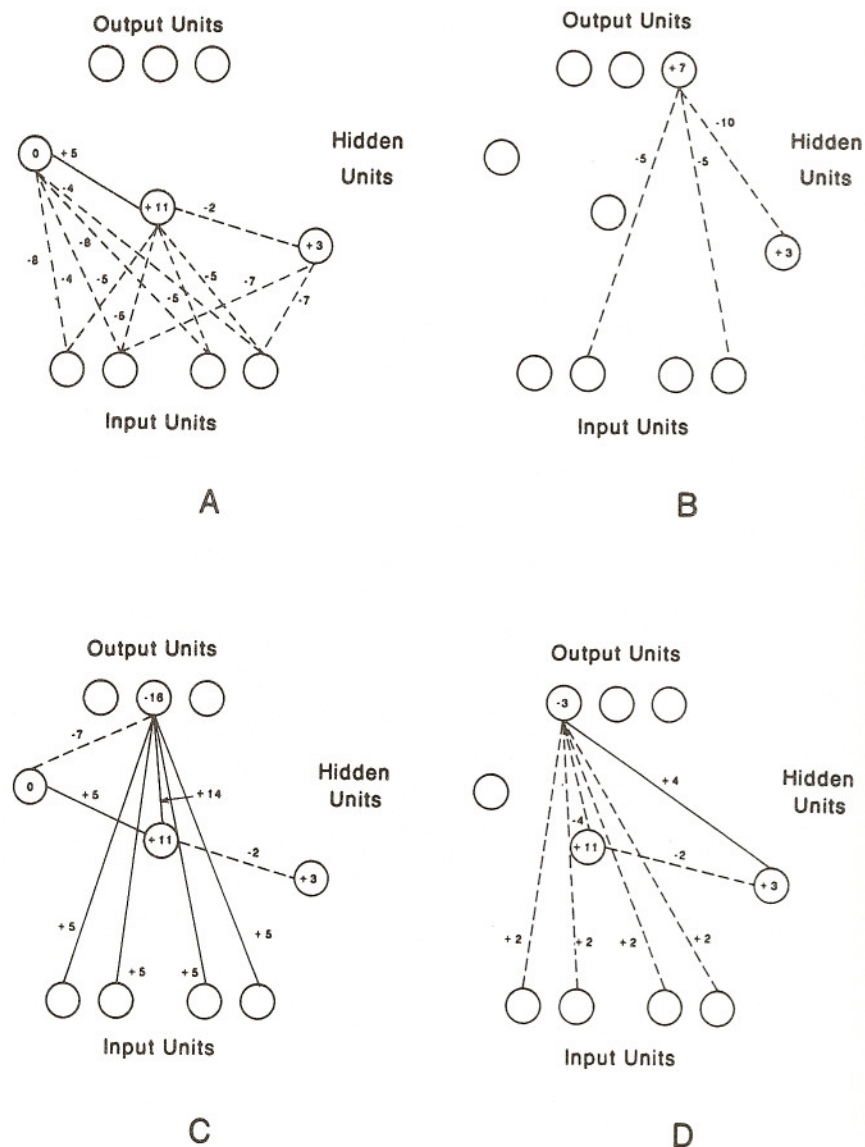 Output Units
0
+5
-4
+11
-2
+3
Hidden
Units
-8
-4
-5
-8
-5
-5
-5
-7
-7
Input Units
A
Output Units
+7
-10
-5
-5
+3
Hidden
Units
Input Units
B
Output Units
-16
-7
0
+5
+14
+11
-2
+3
Hidden
Units
+5
+5
+5
+5
Input Units
C
Output Units
-3
+4
-4
+11
-2
+3
Hidden
Units
+2
+2
+2
+2
Input Units
D